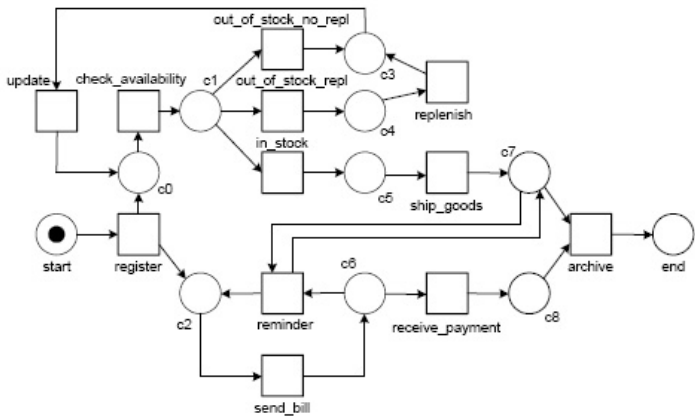 out_of_stock_no_repl
update
check_availability
c1
out_of_stock_repl
c3
replenish
c4
in_stock
c7
c0
c5
ship_goods
start
register
c6
archive
end
c2
reminder
receive_payment
c8
send_bill